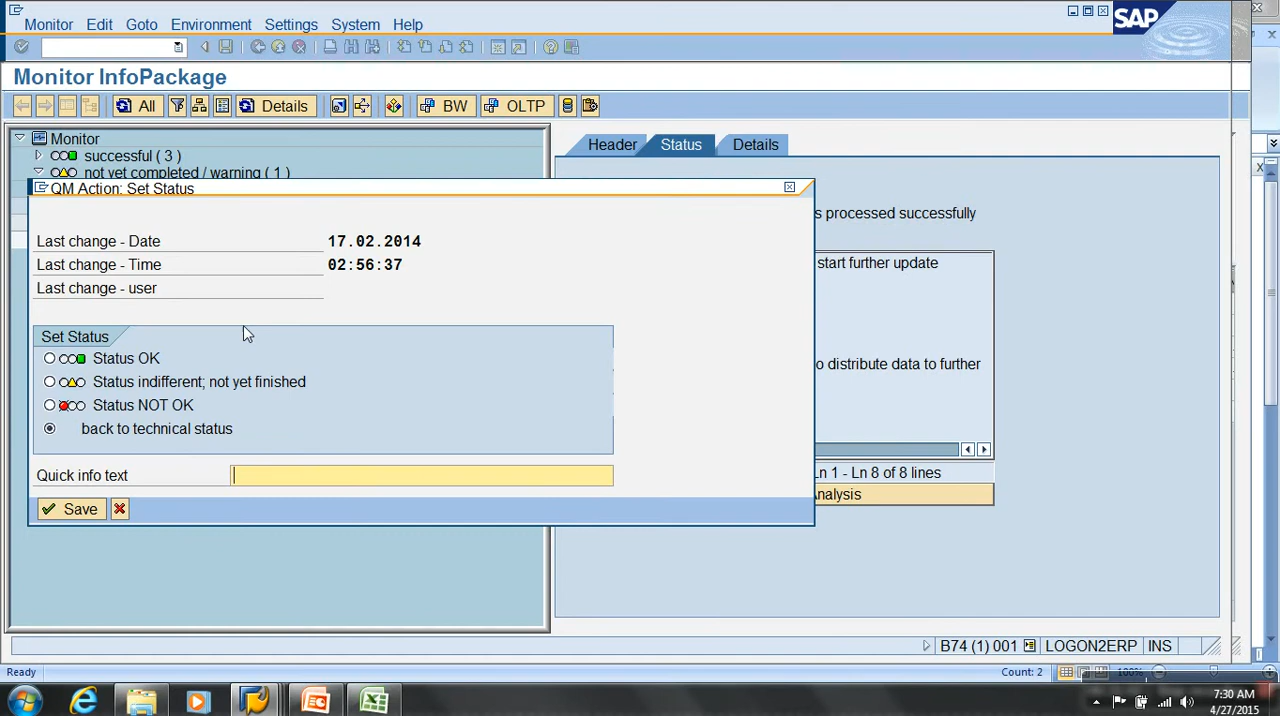 Monitor Edit Goto Environment Settings System Help
SAP
Monitor InfoPackage
All Details BW OLTP
Monitor
successful ( 3 )
not yet completed / warning ( 1 )
Header Status Details
s processed successfully
start further update
o distribute data to further
Ln 1 - Ln 8 of 8 lines
Analysis
QM Action: Set Status
Last change - Date 17.02.2014
Last change - Time 02:56:37
Last change - user
Set Status
Status OK
Status indifferent; not yet finished
Status NOT OK
back to technical status
Quick info text
Save
B74 (1) 001 LOGON2ERP INS
Ready Count: 2 100%
7:30 AM
4/27/2015